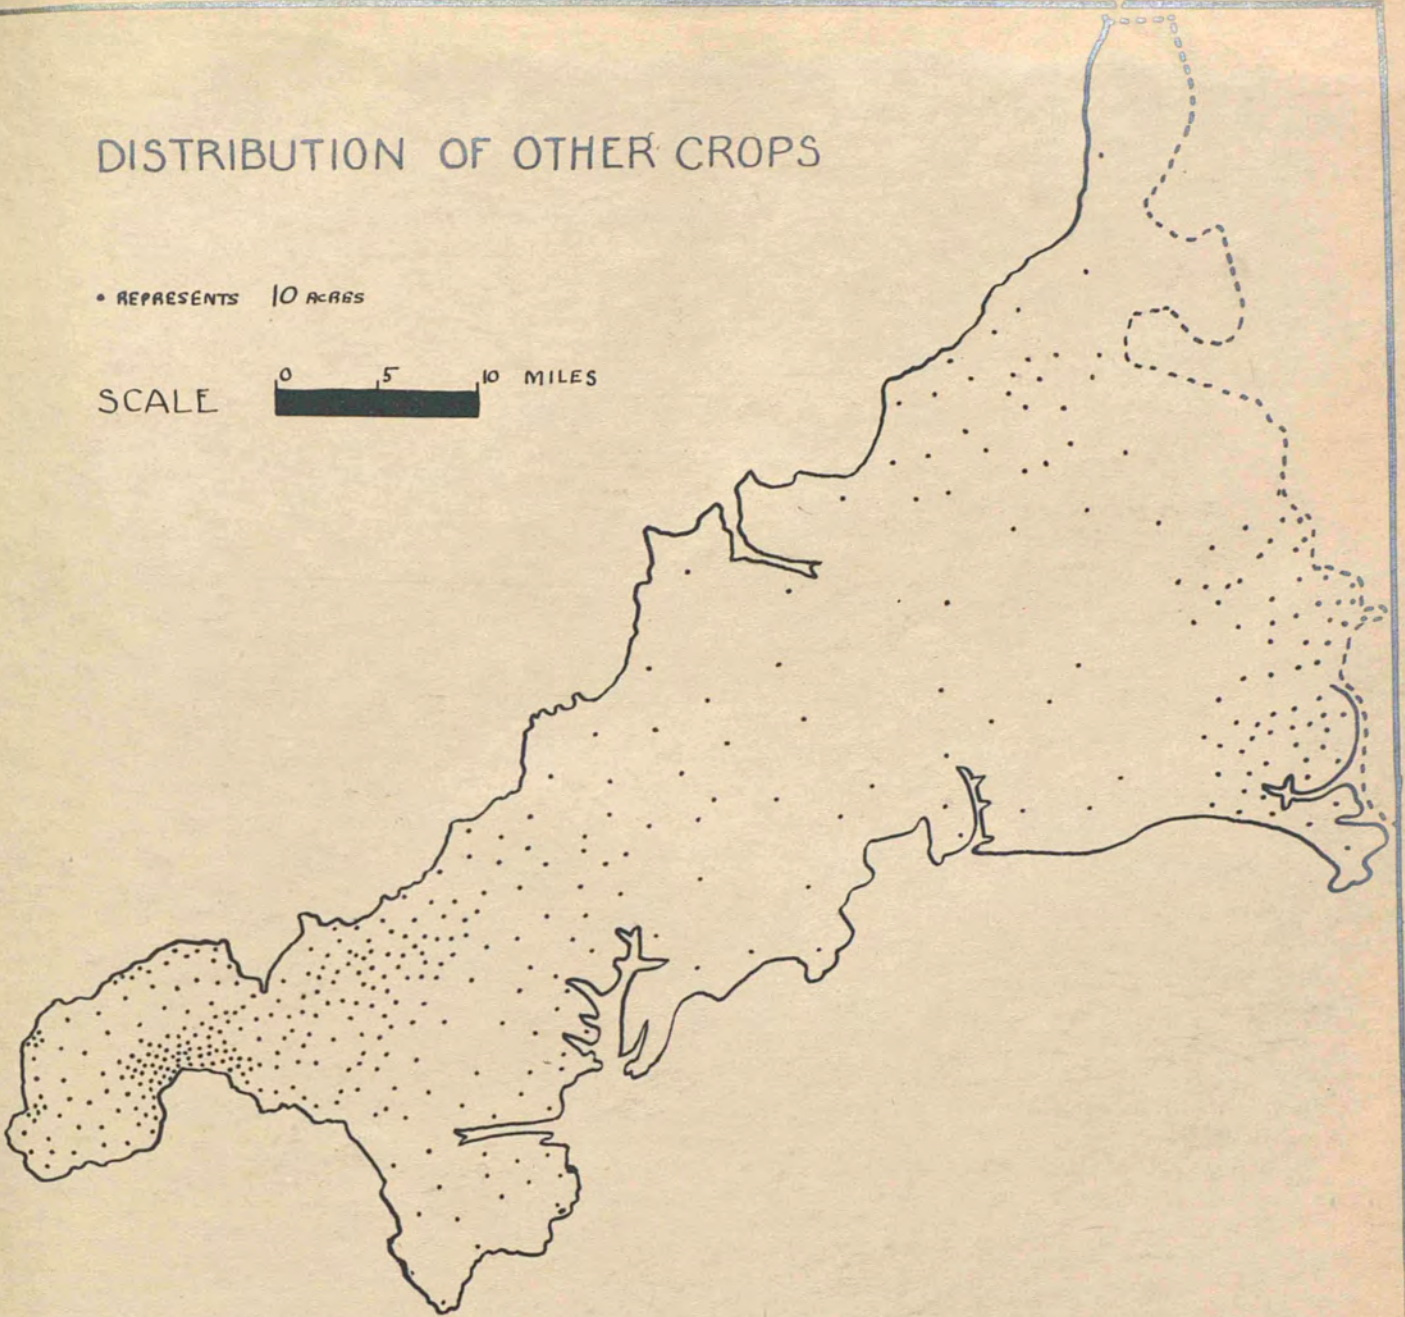 DISTRIBUTION OF OTHER CROPS
• REPRESENTS 10 ACRES
0 5 10 MILES
SCALE